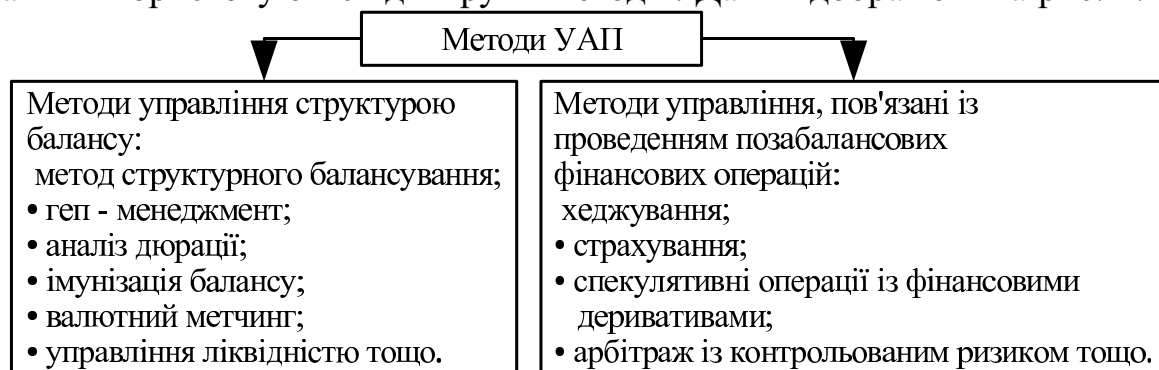 Методи УАП
Методи управління структурою
балансу:
метод структурного балансування;
• геп - менеджмент;
• аналіз дюрації;
• імунізація балансу;
• валютний метчинг;
• управління ліквідністю тощо.
Методи управління, пов'язані із
проведенням позабалансових
фінансових операцій:
хеджування;
• страхування;
• спекулятивні операції із фінансовими
деривативами;
• арбітраж із контрольованим ризиком тощо.